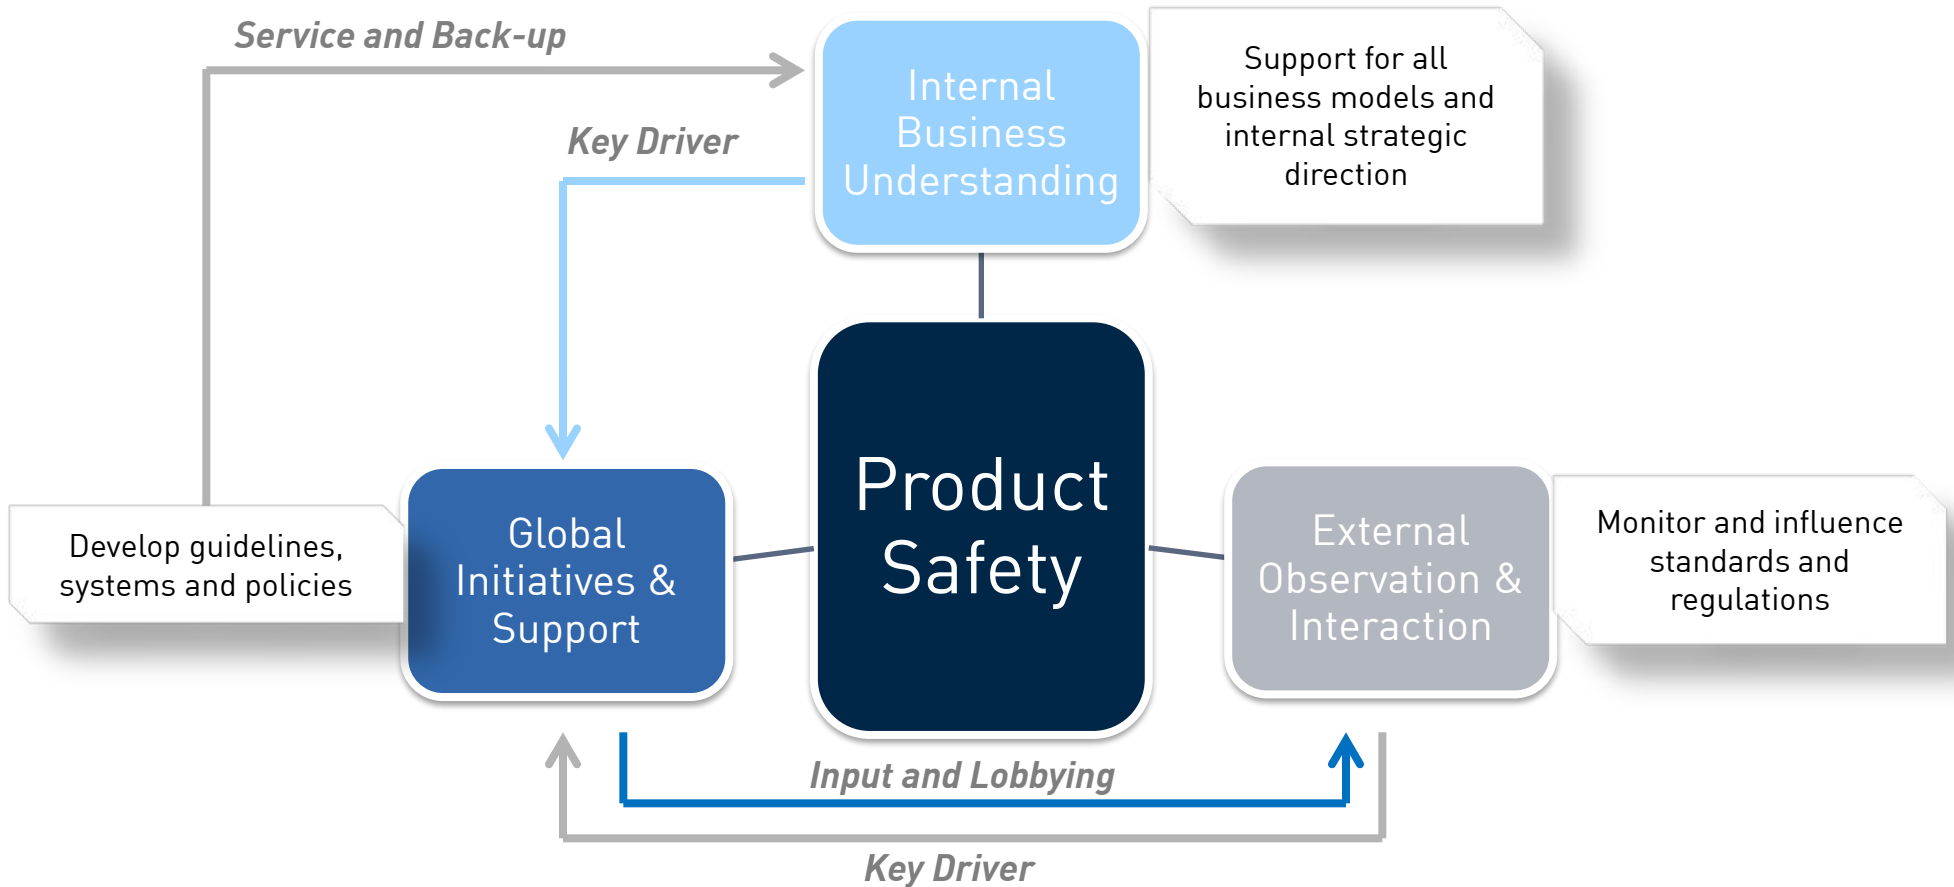 Service and Back-up
Internal
Business
Understanding
Support for all
business models and
internal strategic
direction
Key Driver
Product
Safety
Develop guidelines,
systems and policies
Global
Initiatives &
Support
External
Observation &
Interaction
Monitor and influence
standards and
regulations
Input and Lobbying
Key Driver